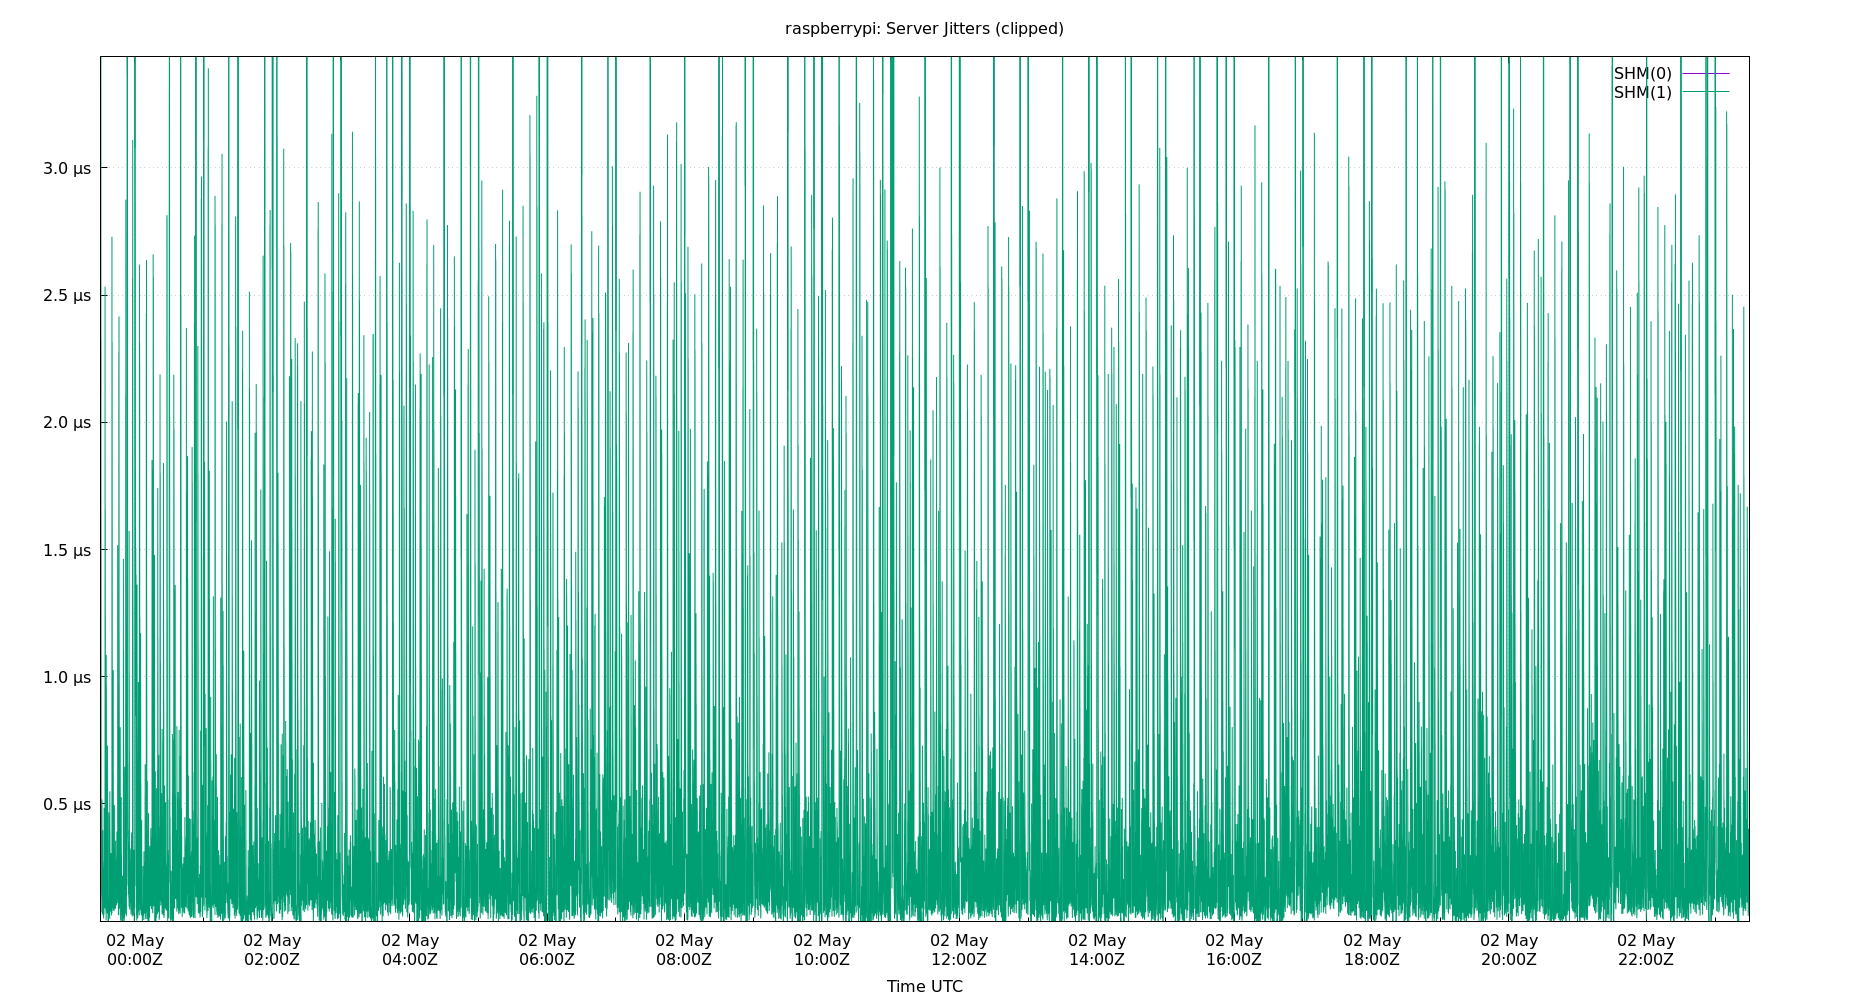 raspberrypi: Server Jitters (clipped)
SHM(0)
SHM(1)
3.0 µs
2.5 µs
2.0 µs
1.5 µs
1.0 µs
0.5 µs
02 May 02 May 02 May 02 May 02 May 02 May 02 May 02 May 02 May 02 May 02 May 02 May
00:00Z 02:00Z 04:00Z 06:00Z 08:00Z 10:00Z 12:00Z 14:00Z 16:00Z 18:00Z 20:00Z 22:00Z
Time UTC